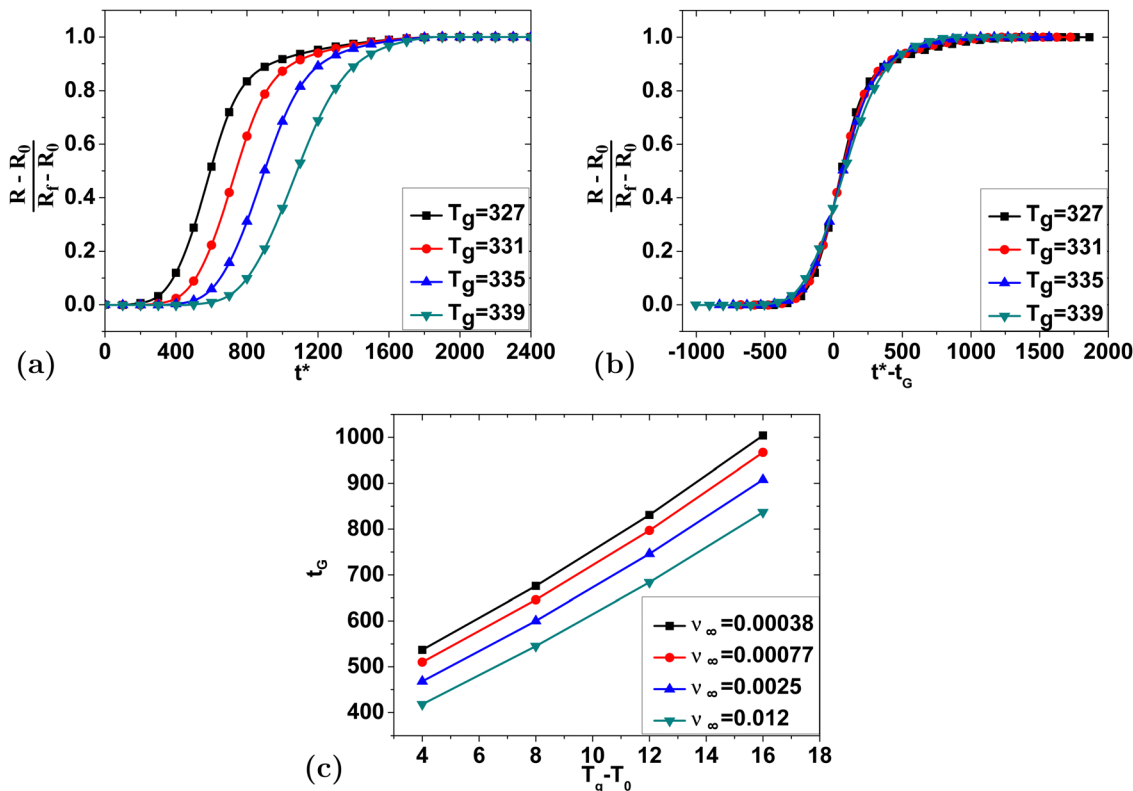 1.0
0.8
0.6
0.4
0.2
0.0
R - R0
Rf - R0
Tg=327
Tg=331
Tg=335
Tg=339
0 400 800 1200 1600 2000 2400
t*
(a)
1.0
0.8
0.6
0.4
0.2
0.0
R - R0
Rf - R0
Tg=327
Tg=331
Tg=335
Tg=339
-1000 -500 0 500 1000 1500 2000
t*-tG
(b)
1000
900
800
700
600
500
400
tG
ν∞=0.00038
ν∞=0.00077
ν∞=0.0025
ν∞=0.012
4 6 8 10 12 14 16 18
Tg-T0
(c)